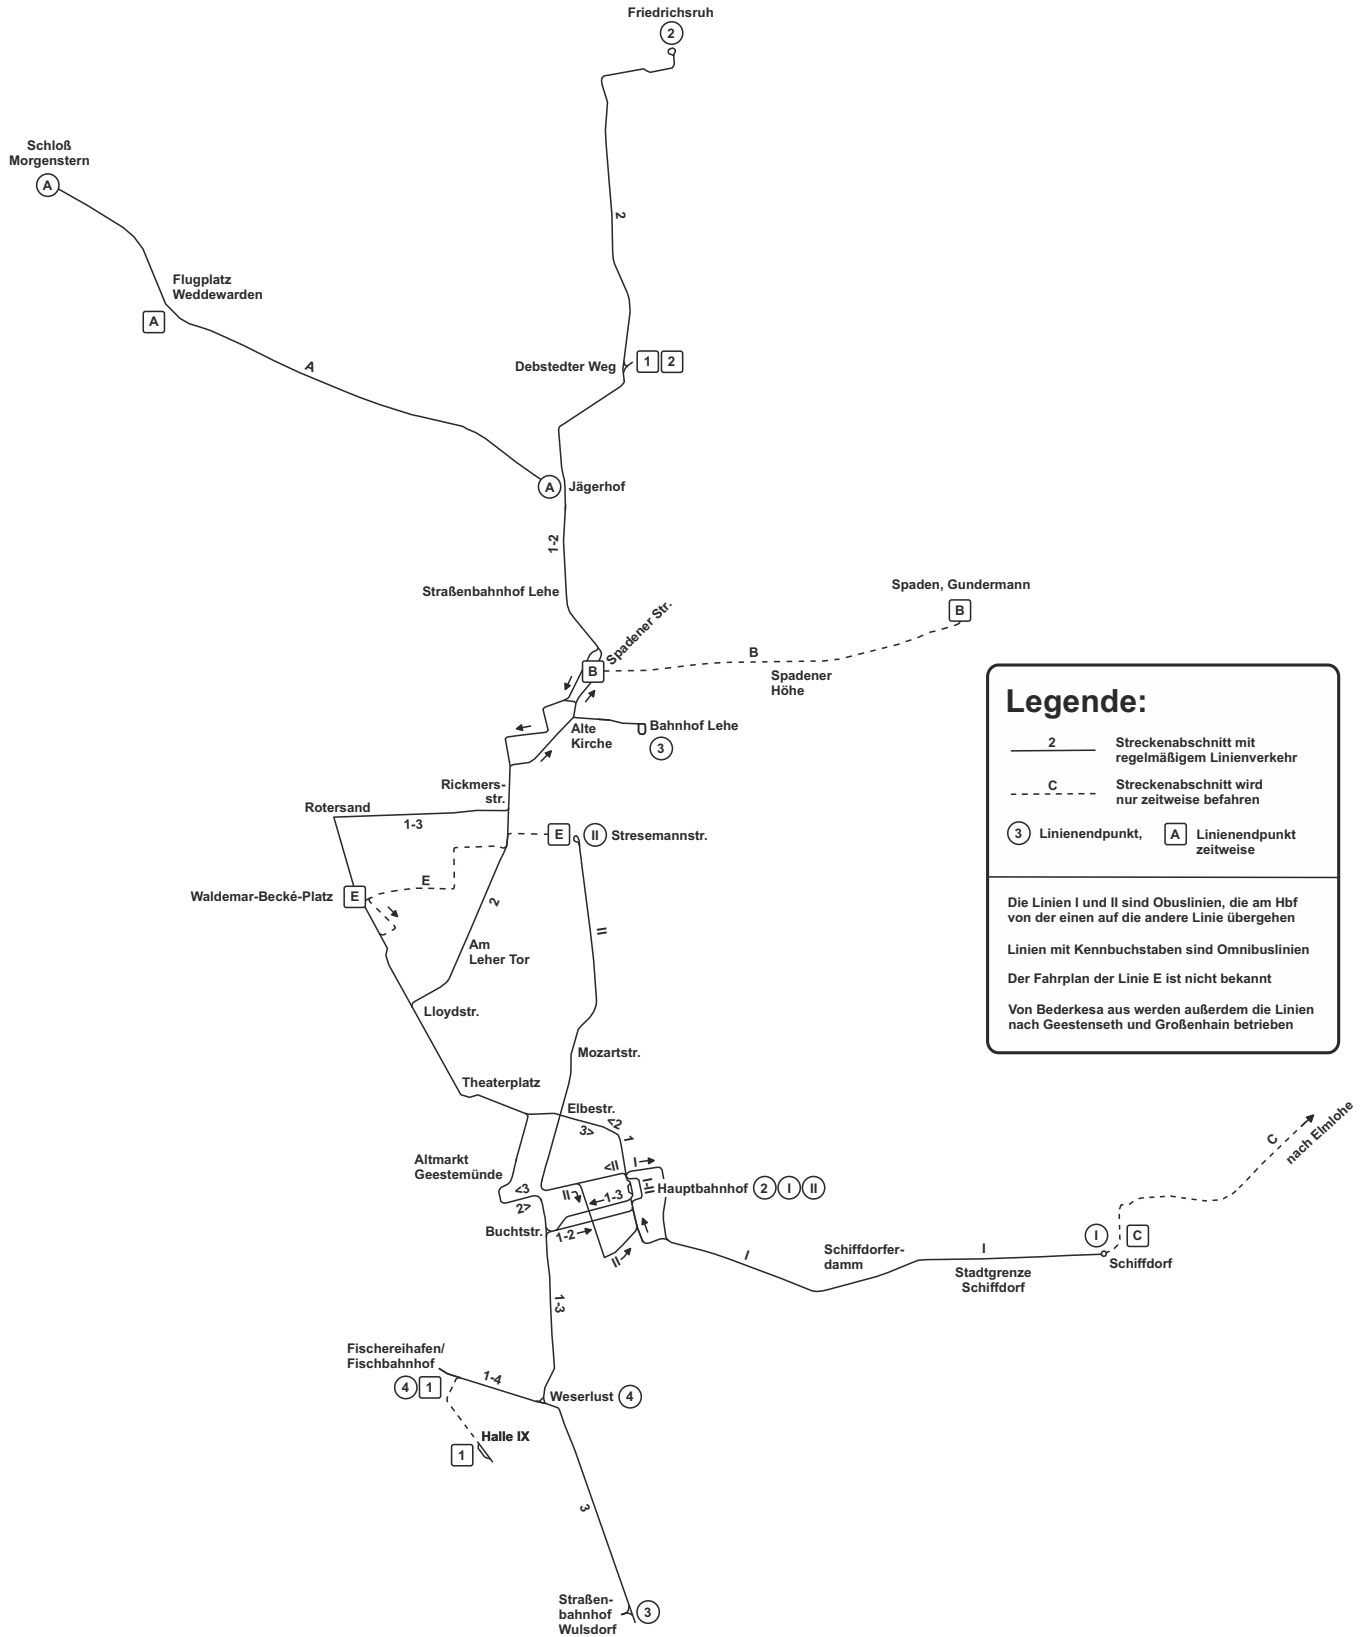 Friedrichsruh
2
Schloß
Morgenstern
A
2
Flugplatz
Weddewarden
A
A
Debstedter Weg
1
2
A
Jägerhof
1-2
Straßenbahnhof Lehe
Spadener Str.
B
B
Spadener
Höhe
Spaden, Gundermann
B
Alte
Kirche
Bahnhof Lehe
3
Rickmers-
str.
Rotersand
1-3
E
II
Stresemannstr.
Waldemar-Becké-Platz
E
E
2
II
Am
Leher Tor
Lloydstr.
Mozartstr.
Theaterplatz
Elbestr.
3>
<2
1
Altmarkt
Geestemünde
<3
2>
<II
I
II
1-3
I-II
Hauptbahnhof
2
I
II
Buchtstr.
1-2
II
I
Schiffdorfer-
damm
I
Stadtgrenze
Schiffdorf
I
C
Schiffdorf
C
nach Elmlohe
1-3
Fischereihafen/
Fischbahnhof
4
1
1-4
Weserlust
4
Halle IX
1
3
Straßen-
bahnhof
Wulsdorf
3
Legende:
2
Streckenabschnitt mit
regelmäßigem Linienverkehr
C
Streckenabschnitt wird
nur zeitweise befahren
3
Linienendpunkt,
A
Linienendpunkt
zeitweise
Die Linien I und II sind Obuslinien, die am Hbf
von der einen auf die andere Linie übergehen
Linien mit Kennbuchstaben sind Omnibuslinien
Der Fahrplan der Linie E ist nicht bekannt
Von Bederkesa aus werden außerdem die Linien
nach Geestenseth und Großenhain betrieben